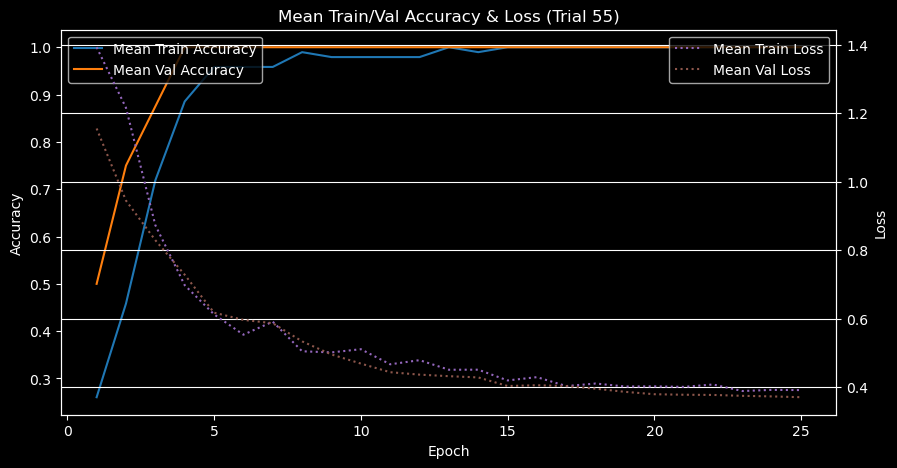 Mean Train/Val Accuracy & Loss (Trial 55)
Mean Train Accuracy
Mean Val Accuracy
Mean Train Loss
Mean Val Loss
Accuracy
1.0
0.9
0.8
0.7
0.6
0.5
0.4
0.3
1.4
1.2
1.0
0.8
0.6
0.4
Loss
0
5
10
15
20
25
Epoch